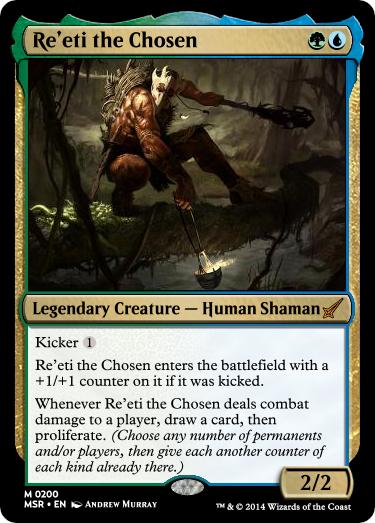 Re'eti the Chosen
Legendary Creature — Human Shaman
Kicker 1
Re'eti the Chosen enters the battlefield with a
+1/+1 counter on it if it was kicked.
Whenever Re'eti the Chosen deals combat
damage to a player, draw a card, then
proliferate. (Choose any number of permanents
and/or players, then give each another counter of
each kind already there.)
2/2
M 0200
MSR • EN ANDREW MURRAY
™ & © 2014 Wizards of the Coast